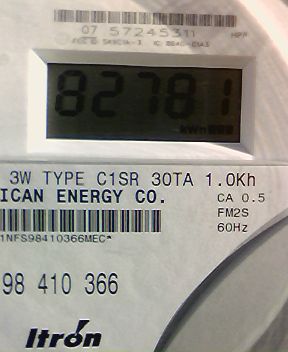 07 57245311
82781
kWh
3W TYPE C1SR 30TA 1.0Kh
ICAN ENERGY CO.
CA 0.5
FM2S
60Hz
1NFS98410366MEC*
98 410 366
Itron